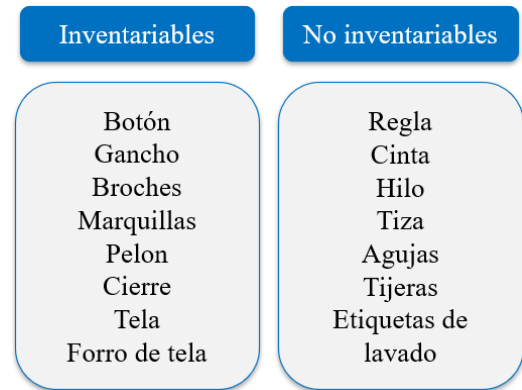 Inventariables
Botón
Gancho
Broches
Marquillas
Pelon
Cierre
Tela
Forro de tela
No inventariables
Regla
Cinta
Hilo
Tiza
Agujas
Tijeras
Etiquetas de
lavado